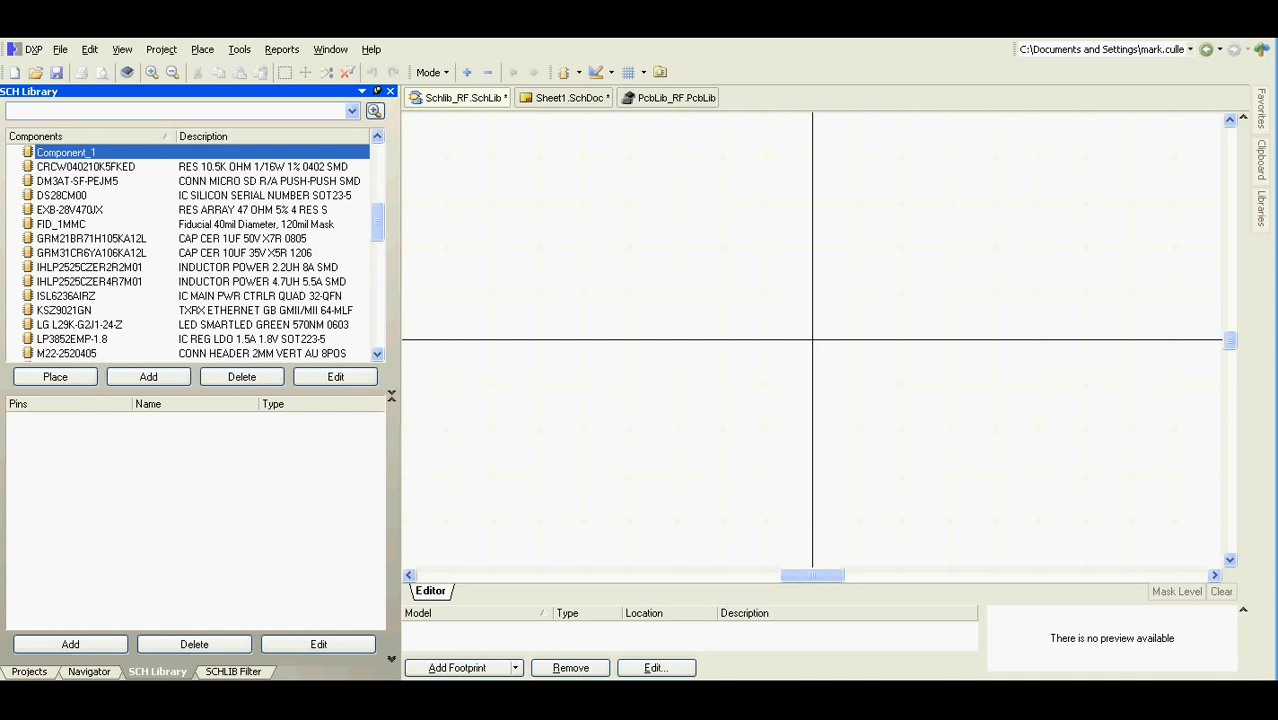 DXP File Edit View Project Place Tools Reports Window Help C:\Documents and Settings\mark.culle
Mode
SCH Library
Schlib_RF.SchLib * Sheet1.SchDoc * PcbLib_RF.PcbLib
Components Description
Component_1
CRCW040210K5FKED RES 10.5K OHM 1/16W 1% 0402 SMD
DM3AT-SF-PEJM5 CONN MICRO SD R/A PUSH-PUSH SMD
DS28CM00 IC SILICON SERIAL NUMBER SOT23-5
EXB-28V470JX RES ARRAY 47 OHM 5% 4 RES S
FID_1MMC Fiducial 40mil Diameter, 120mil Mask
GRM21BR71H105KA12L CAP CER 1UF 50V X7R 0805
GRM31CR6YA106KA12L CAP CER 10UF 35V X5R 1206
IHLP2525CZER2R2M01 INDUCTOR POWER 2.2UH 8A SMD
IHLP2525CZER4R7M01 INDUCTOR POWER 4.7UH 5.5A SMD
ISL6236AIRZ IC MAIN PWR CTRLR QUAD 32-QFN
KSZ9021GN TXRX ETHERNET GB GMII/MII 64-MLF
LG L29K-G2J1-24-Z LED SMARTLED GREEN 570NM 0603
LP3852EMP-1.8 IC REG LDO 1.5A 1.8V SOT223-5
M22-2520405 CONN HEADER 2MM VERT AU 8POS
Place Add Delete Edit
Pins Name Type
Add Delete Edit
Projects Navigator SCH Library SCHLIB Filter
Editor Mask Level Clear
Model Type Location Description
There is no preview available
Add Footprint Remove Edit...
Favorites
Clipboard
Libraries